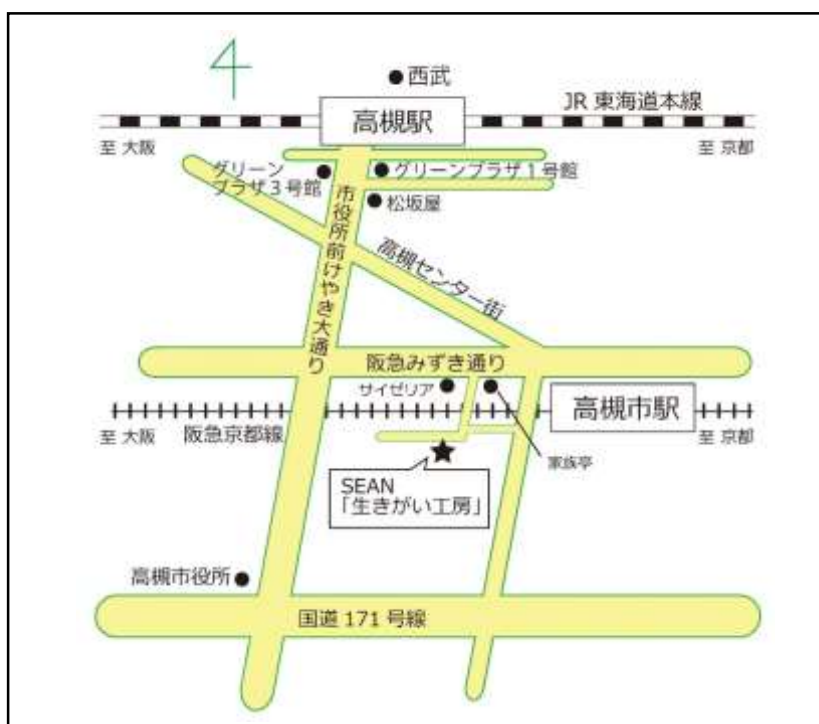 西武
JR 東海道本線
高槻駅
至 大阪
至 京都
グリーン
プラザ3号館
グリーンプラザ1号館
松坂屋
市役所前けやき大通り
高槻センター街
阪急みずき通り
サイゼリア
高槻市駅
至 大阪
阪急京都線
至 京都
家族亭
SEAN
「生きがい工房」
高槻市役所
国道 171 号線